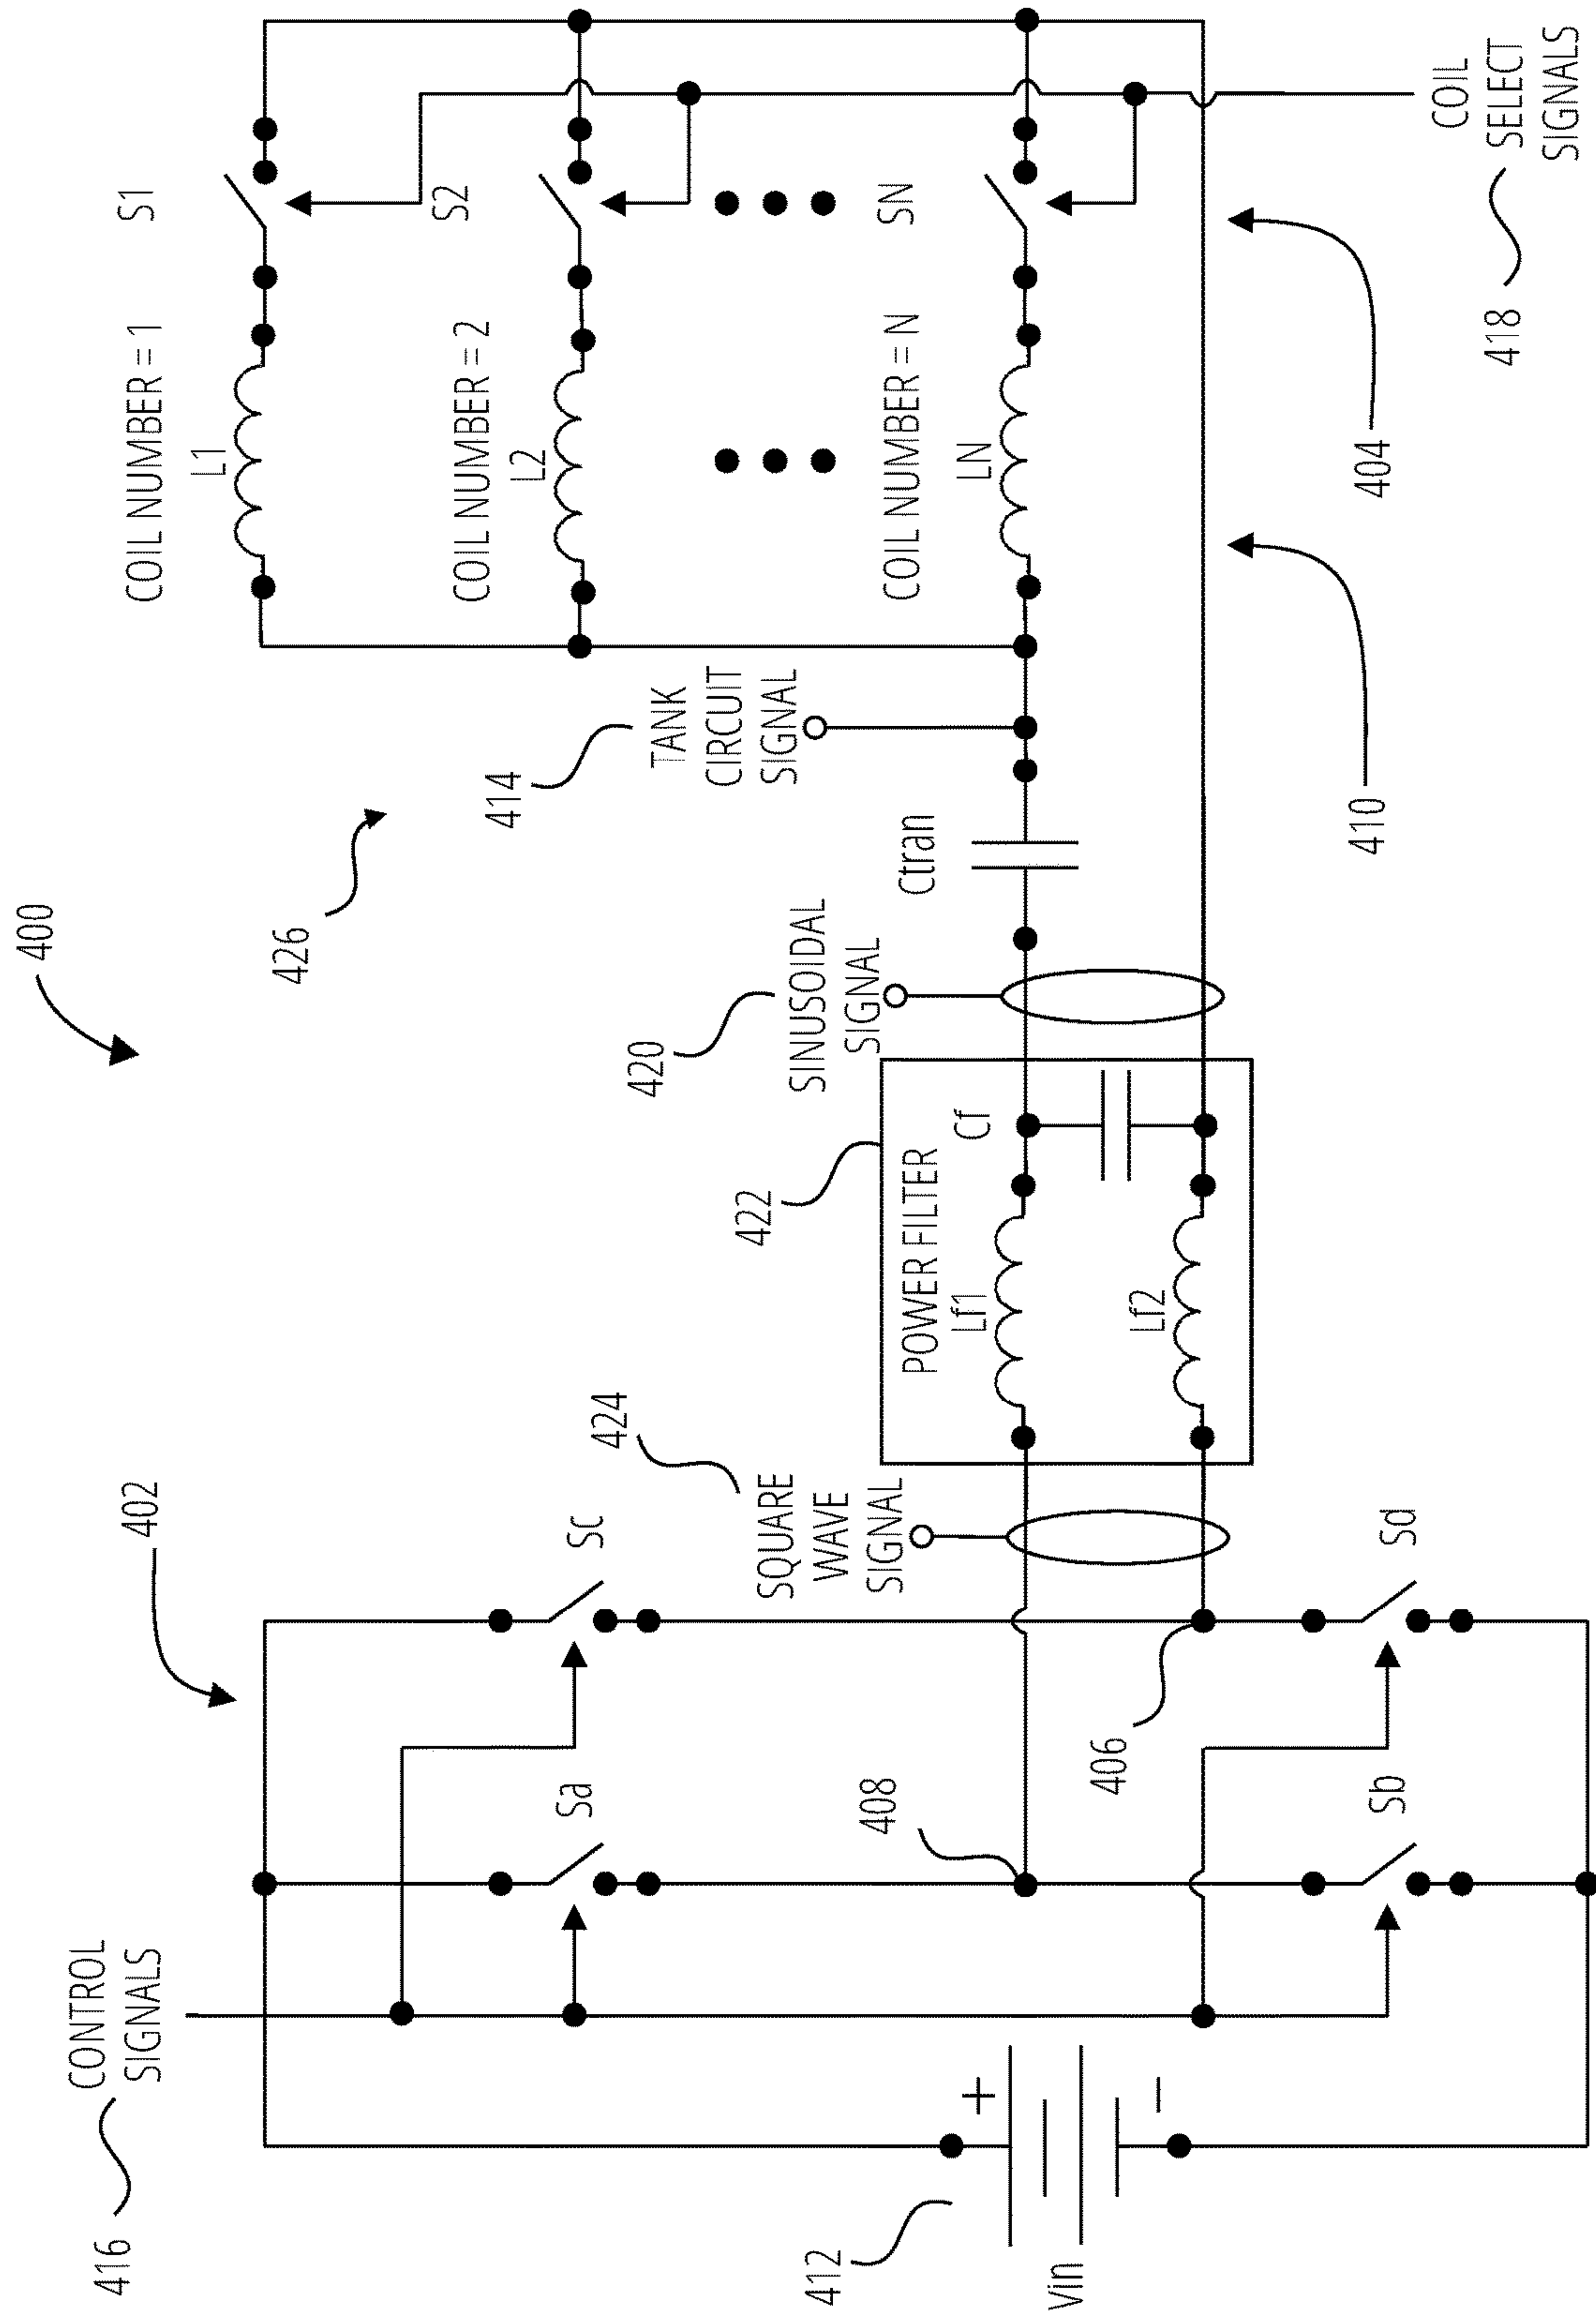 400
416
CONTROL
SIGNALS
402
426
COIL NUMBER = 1
L1
S1
Sa
Sc
424
SQUARE
WAVE
SIGNAL
422
420
SINUSOIDAL
SIGNAL
414
TANK
CIRCUIT
SIGNAL
COIL NUMBER = 2
L2
S2
412
Vin
+
−
408
406
POWER FILTER
Lf1
Cf
Lf2
Ctran
COIL NUMBER = N
LN
SN
Sb
Sd
410
404
418
COIL
SELECT
SIGNALS